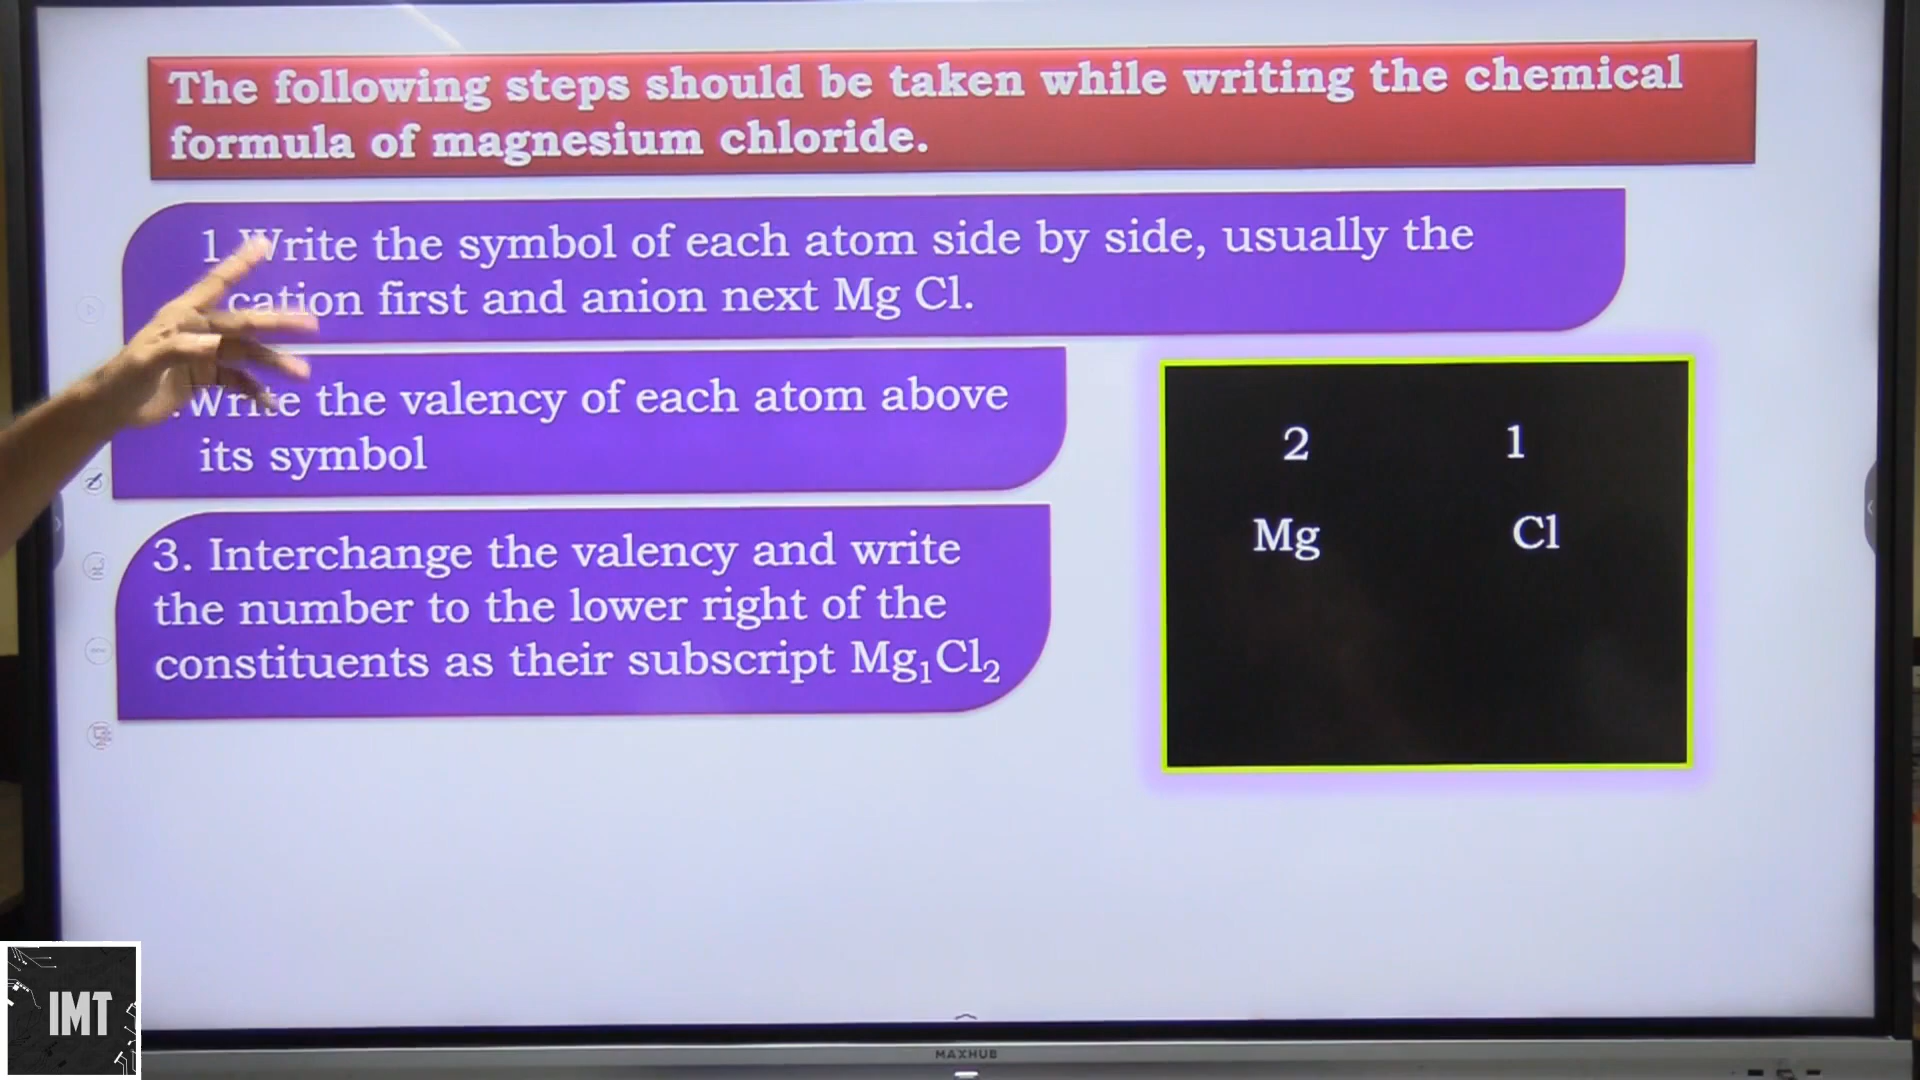 The following steps should be taken while writing the chemical
formula of magnesium chloride.
1.Write the symbol of each atom side by side, usually the
cation first and anion next Mg Cl.
.Write the valency of each atom above
its symbol
3. Interchange the valency and write
the number to the lower right of the
constituents as their subscript Mg₁Cl₂
2 1
Mg Cl
IMT
MAXHUB